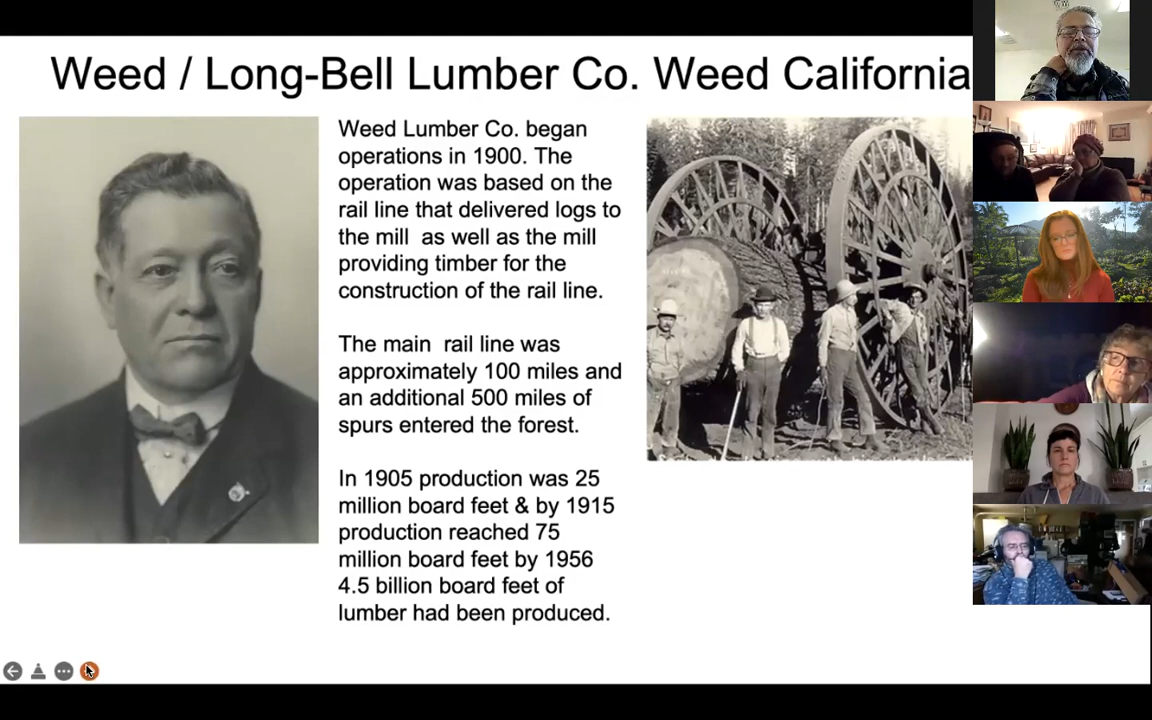 Weed / Long-Bell Lumber Co. Weed California
Weed Lumber Co. began
operations in 1900. The
operation was based on the
rail line that delivered logs to
the mill as well as the mill
providing timber for the
construction of the rail line.
The main rail line was
approximately 100 miles and
an additional 500 miles of
spurs entered the forest.
In 1905 production was 25
million board feet & by 1915
production reached 75
million board feet by 1956
4.5 billion board feet of
lumber had been produced.